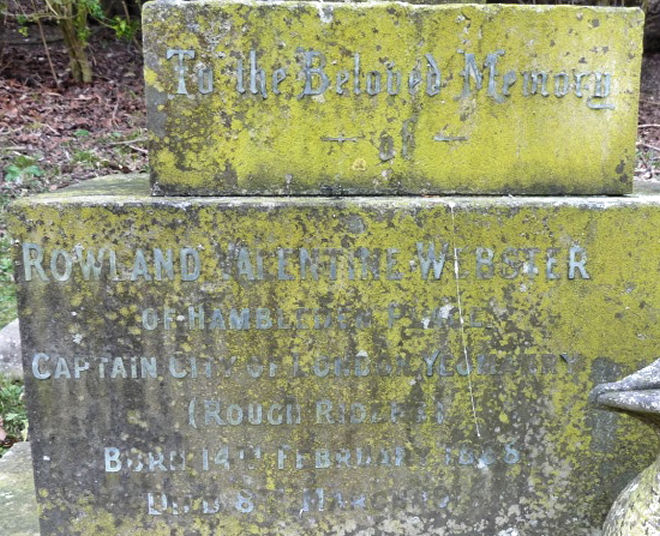 To the Beloved Memory
of
ROWLAND VALENTINE WEBSTER
OF HAMBLEDEN PLACE
CAPTAIN CITY OF LONDON YEOMANRY
(ROUGH RIDERS)
BORN 14TH FEBRUARY
DIED 8TH MARCH